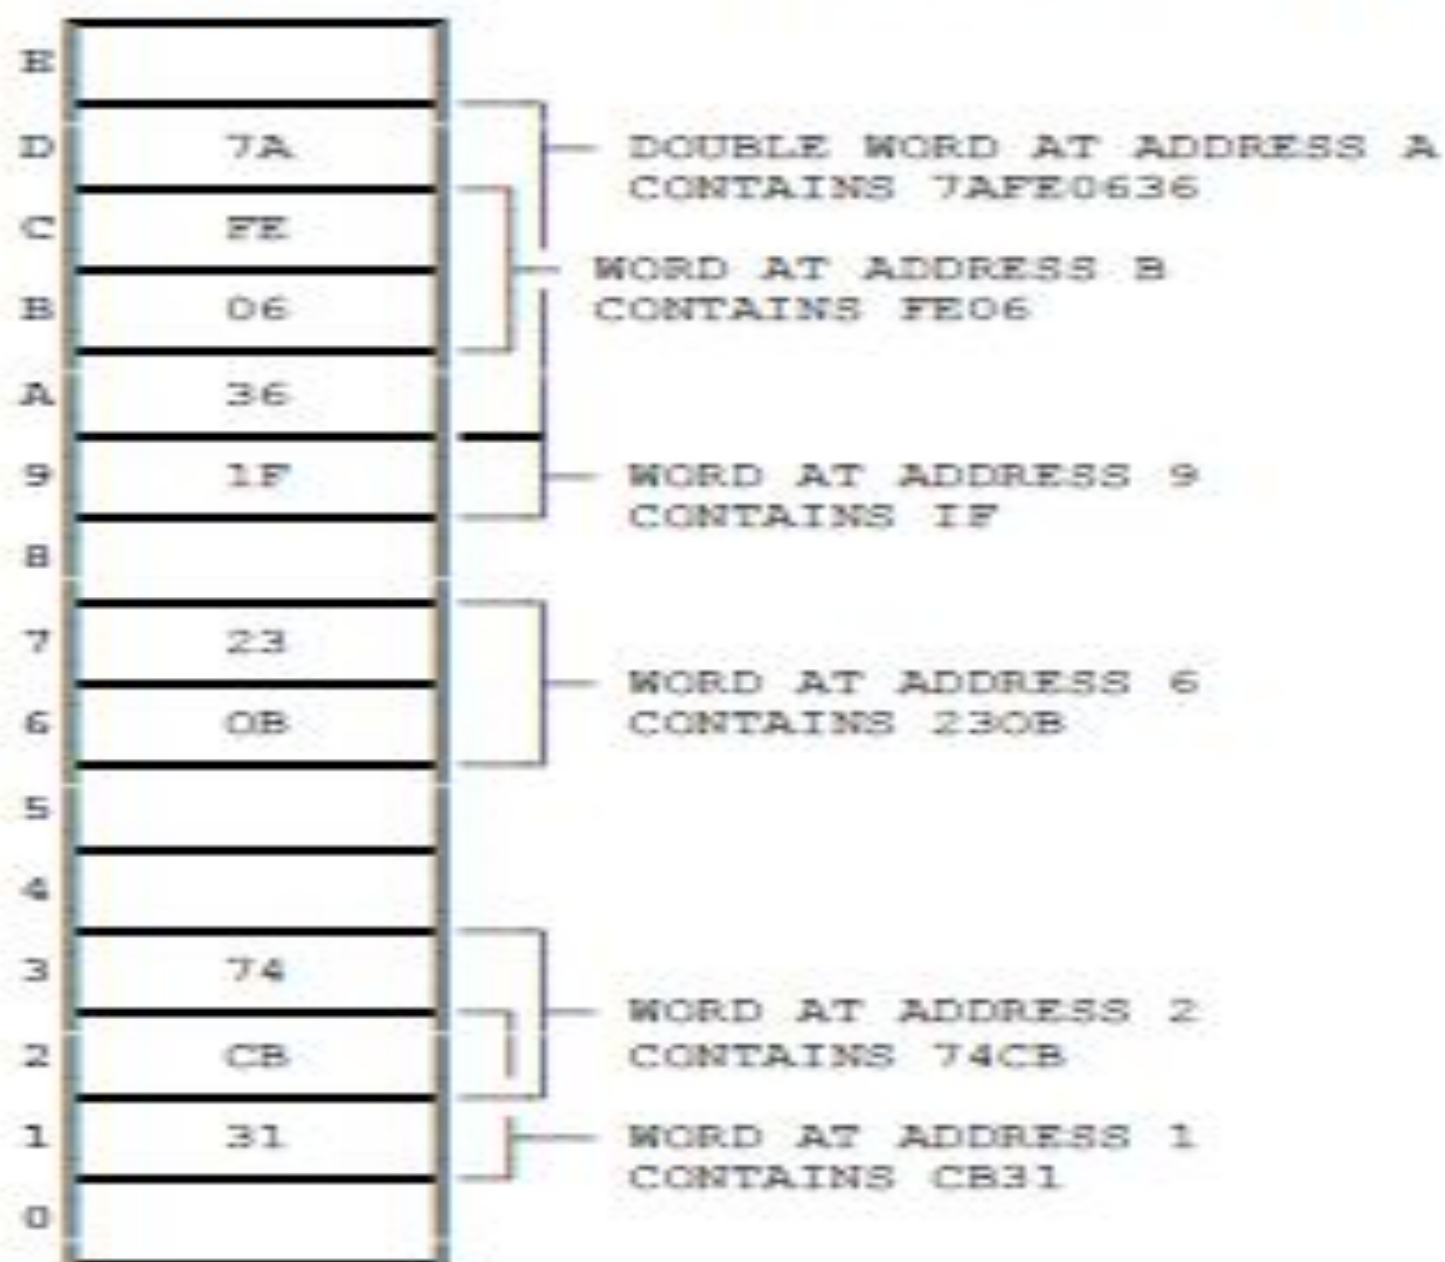 E
D 7A DOUBLE WORD AT ADDRESS A
CONTAINS 7AFE0636
C FE
WORD AT ADDRESS B
B 06 CONTAINS FE06
A 36
9 1F WORD AT ADDRESS 9
CONTAINS IF
8
7 23
WORD AT ADDRESS 6
6 0B CONTAINS 230B
5
4
3 74
WORD AT ADDRESS 2
2 CB CONTAINS 74CB
1 31 WORD AT ADDRESS 1
CONTAINS CB31
0